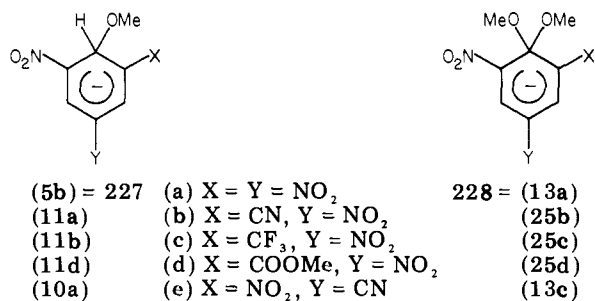 H OMe
O₂N X
−
Y
MeO OMe
O₂N X
−
Y
(5b) = 227 (a) X = Y = NO₂ 228 = (13a)
(11a) (b) X = CN, Y = NO₂ (25b)
(11b) (c) X = CF₃, Y = NO₂ (25c)
(11d) (d) X = COOMe, Y = NO₂ (25d)
(10a) (e) X = NO₂, Y = CN (13c)